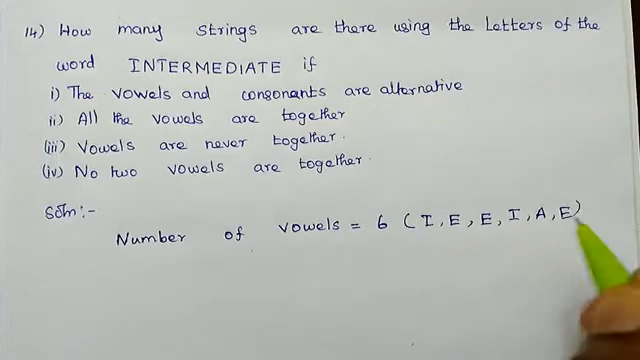 14) How many strings are there using the Letters of the
word INTERMEDIATE if
i) The vowels and consonants are alternative
ii) All the vowels are together
(iii) Vowels are never together.
(iv) No two vowels are together.
Soln:-
Number of vowels = 6 (I, E, E, I, A, E)